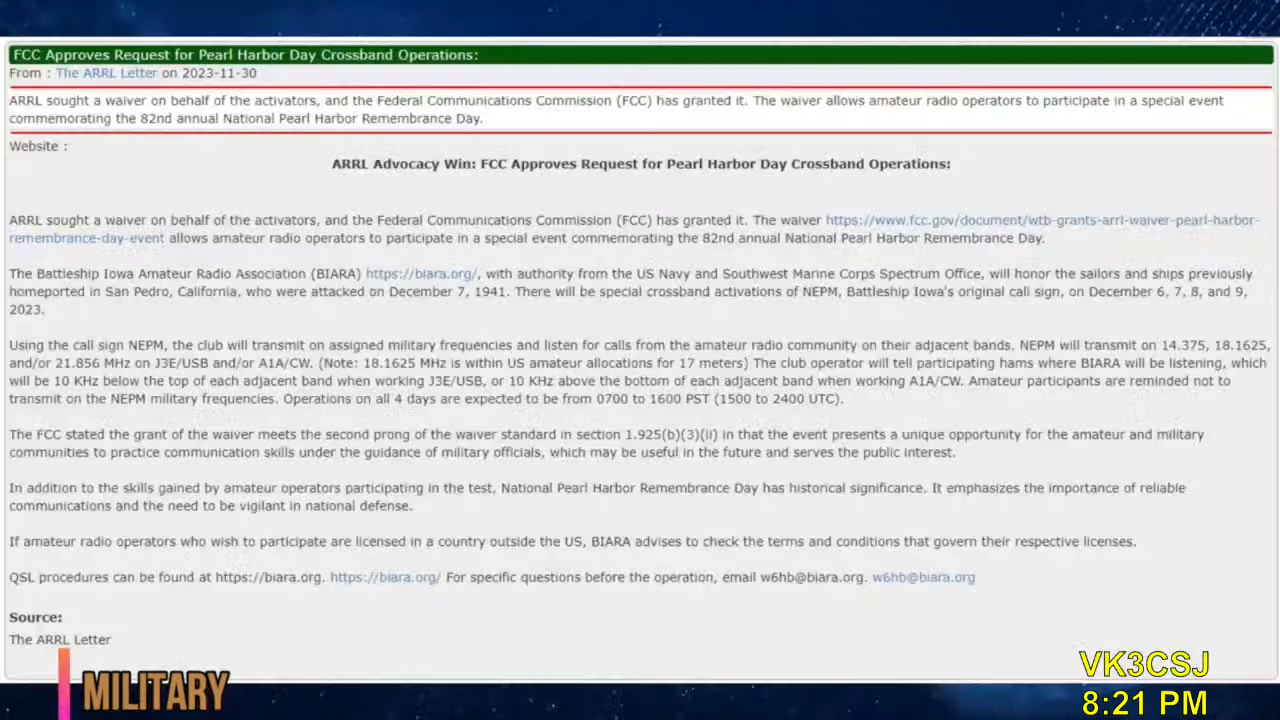 FCC Approves Request for Pearl Harbor Day Crossband Operations:
From : The ARRL Letter on 2023-11-30
ARRL sought a waiver on behalf of the activators, and the Federal Communications Commission (FCC) has granted it. The waiver allows amateur radio operators to participate in a special event
commemorating the 82nd annual National Pearl Harbor Remembrance Day.
Website :
ARRL Advocacy Win: FCC Approves Request for Pearl Harbor Day Crossband Operations:
ARRL sought a waiver on behalf of the activators, and the Federal Communications Commission (FCC) has granted it. The waiver https://www.fcc.gov/document/wtb-grants-arrl-waiver-pearl-harbor-
remembrance-day-event allows amateur radio operators to participate in a special event commemorating the 82nd annual National Pearl Harbor Remembrance Day.
The Battleship Iowa Amateur Radio Association (BIARA) https://biara.org/, with authority from the US Navy and Southwest Marine Corps Spectrum Office, will honor the sailors and ships previously
homeported in San Pedro, California, who were attacked on December 7, 1941. There will be special crossband activations of NEPM, Battleship Iowa's original call sign, on December 6, 7, 8, and 9,
2023.
Using the call sign NEPM, the club will transmit on assigned military frequencies and listen for calls from the amateur radio community on their adjacent bands. NEPM will transmit on 14.375, 18.1625,
and/or 21.856 MHz on J3E/USB and/or A1A/CW. (Note: 18.1625 MHz is within US amateur allocations for 17 meters) The club operator will tell participating hams where BIARA will be listening, which
will be 10 KHz below the top of each adjacent band when working J3E/USB, or 10 KHz above the bottom of each adjacent band when working A1A/CW. Amateur participants are reminded not to
transmit on the NEPM military frequencies. Operations on all 4 days are expected to be from 0700 to 1600 PST (1500 to 2400 UTC).
The FCC stated the grant of the waiver meets the second prong of the waiver standard in section 1.925(b)(3)(ii) in that the event presents a unique opportunity for the amateur and military
communities to practice communication skills under the guidance of military officials, which may be useful in the future and serves the public interest.
In addition to the skills gained by amateur operators participating in the test, National Pearl Harbor Remembrance Day has historical significance. It emphasizes the importance of reliable
communications and the need to be vigilant in national defense.
If amateur radio operators who wish to participate are licensed in a country outside the US, BIARA advises to check the terms and conditions that govern their respective licenses.
QSL procedures can be found at https://biara.org. https://biara.org/ For specific questions before the operation, email w6hb@biara.org. w6hb@biara.org
Source:
The ARRL Letter
MILITARY
VK3CSJ
8:21 PM